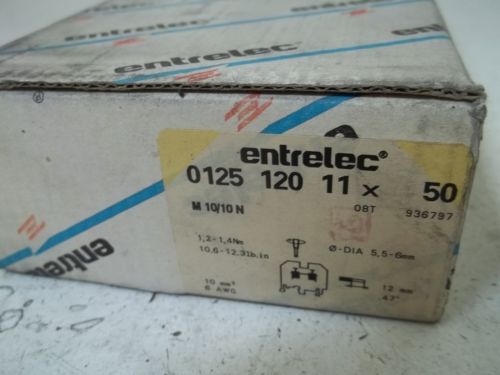 entrelec
entrelec
entrelec®
0125 120 11 x 50
M 10/10 N
08T 936797
1,2-1,4Nm
10,6-12,3lb.in
Ø-DIA 5,5-6mm
10 mm²
6 AWG
12 mm
.47"
entrelec